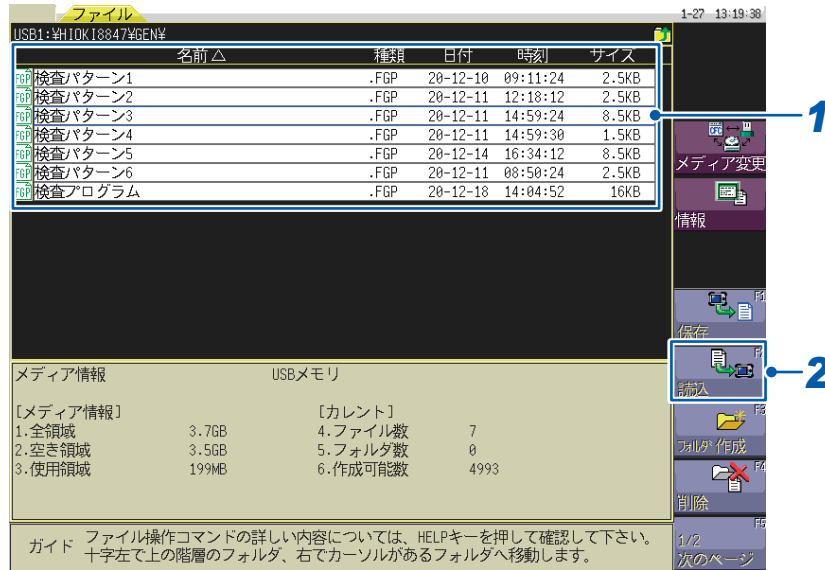 ファイル
1-27 13:19:38
USB1:¥HIOKI8847¥GEN¥
名前△ 種類 日付 時刻 サイズ
FGP 検査パターン1 .FGP 20-12-10 09:11:24 2.5KB
FGP 検査パターン2 .FGP 20-12-11 12:18:12 2.5KB
FGP 検査パターン3 .FGP 20-12-11 14:59:24 8.5KB
FGP 検査パターン4 .FGP 20-12-11 14:59:30 1.5KB
FGP 検査パターン5 .FGP 20-12-14 16:34:12 8.5KB
FGP 検査パターン6 .FGP 20-12-11 08:50:24 2.5KB
FGP 検査プログラム .FGP 20-12-18 14:04:52 16KB
1
メディア変更
情報
F1
保存
読込
2
F3
フォルダ作成
F4
削除
F5
1/2
次のページ
メディア情報 USBメモリ
[メディア情報] [カレント]
1.全領域 3.7GB 4.ファイル数 7
2.空き領域 3.5GB 5.フォルダ数 0
3.使用領域 199MB 6.作成可能数 4993
ガイド ファイル操作コマンドの詳しい内容については、HELPキーを押して確認して下さい。
十字左で上の階層のフォルダ、右でカーソルがあるフォルダへ移動します。